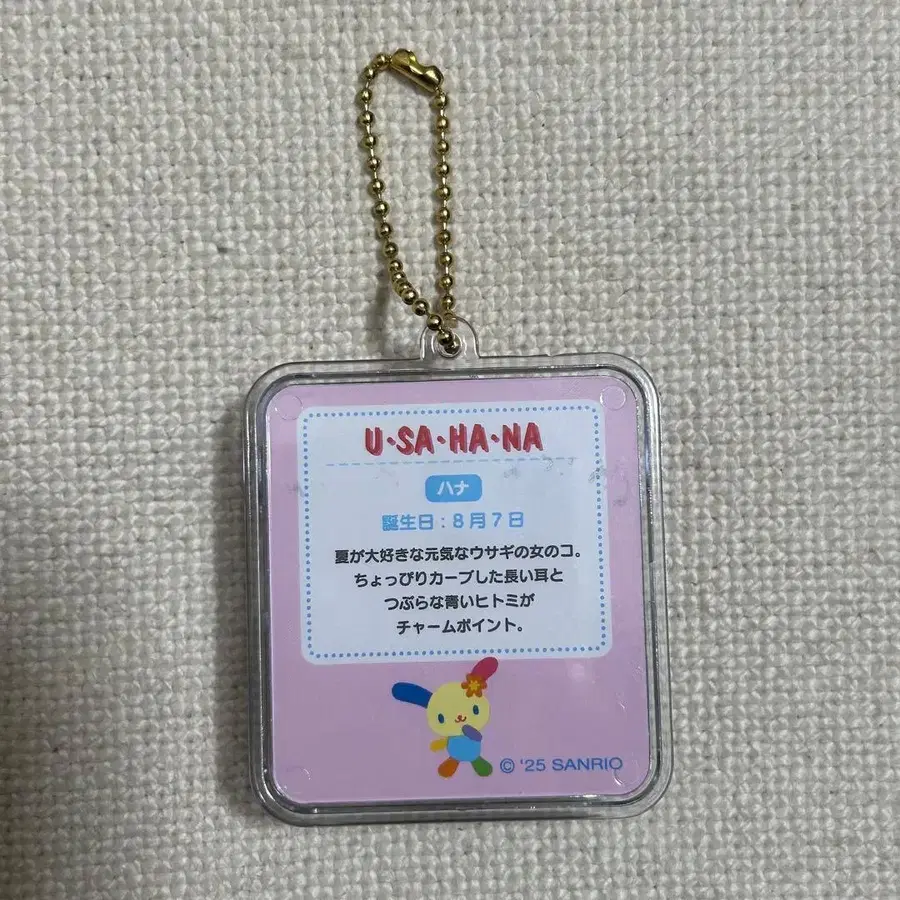 U・SA・HA・NA
ハナ
誕生日：8月7日
夏が大好きな元気なウサギの女のコ。
ちょっぴりカーブした長い耳と
つぶらな青いヒトミが
チャームポイント。
© '25 SANRIO